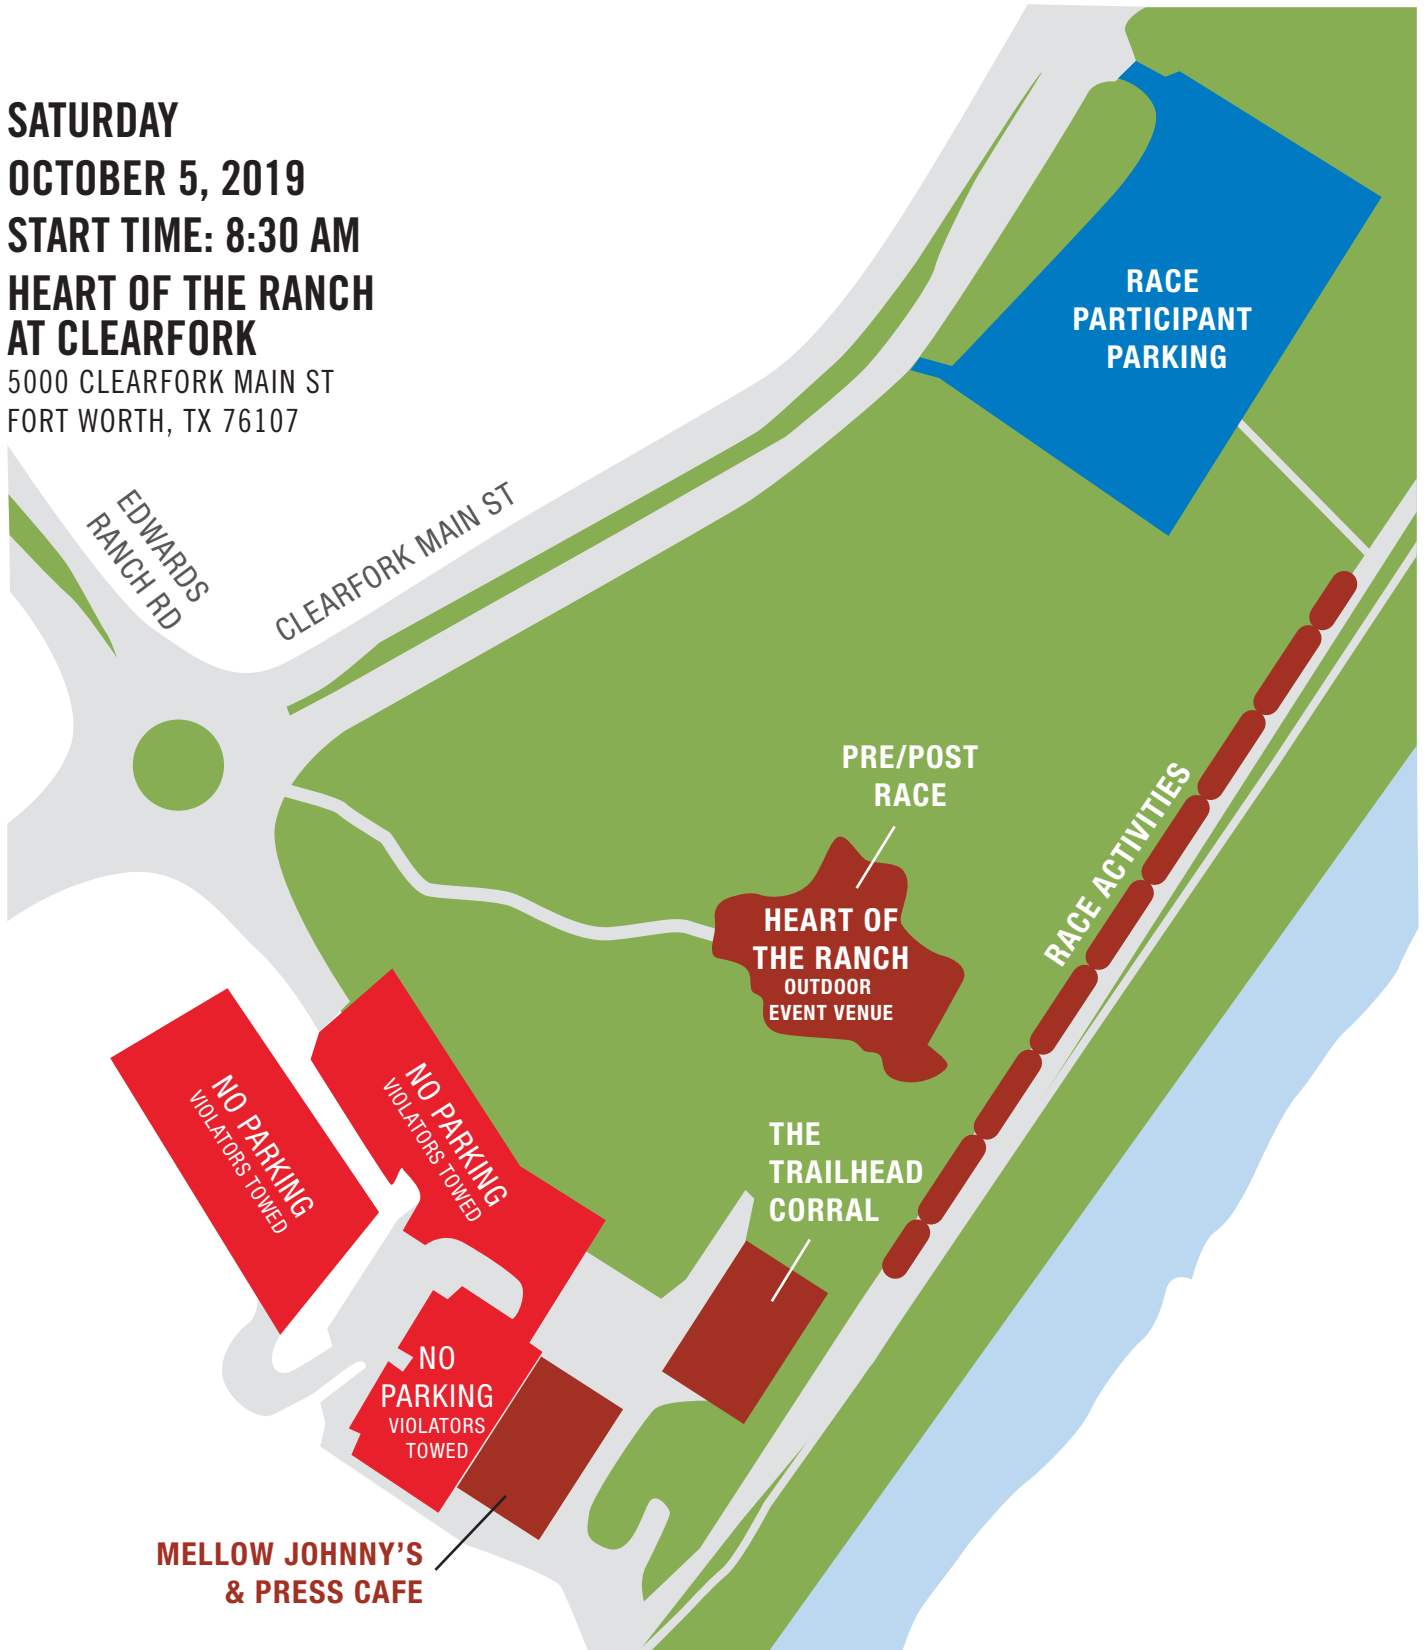 SATURDAY
OCTOBER 5, 2019
START TIME: 8:30 AM
HEART OF THE RANCH
AT CLEARFORK
5000 CLEARFORK MAIN ST
FORT WORTH, TX 76107
RACE
PARTICIPANT
PARKING
EDWARDS
RANCH RD
CLEARFORK MAIN ST
PRE/POST
RACE
RACE ACTIVITIES
HEART OF
THE RANCH
OUTDOOR
EVENT VENUE
NO PARKING
VIOLATORS TOWED
NO PARKING
VIOLATORS TOWED
THE
TRAILHEAD
CORRAL
NO
PARKING
VIOLATORS
TOWED
MELLOW JOHNNY'S
& PRESS CAFE